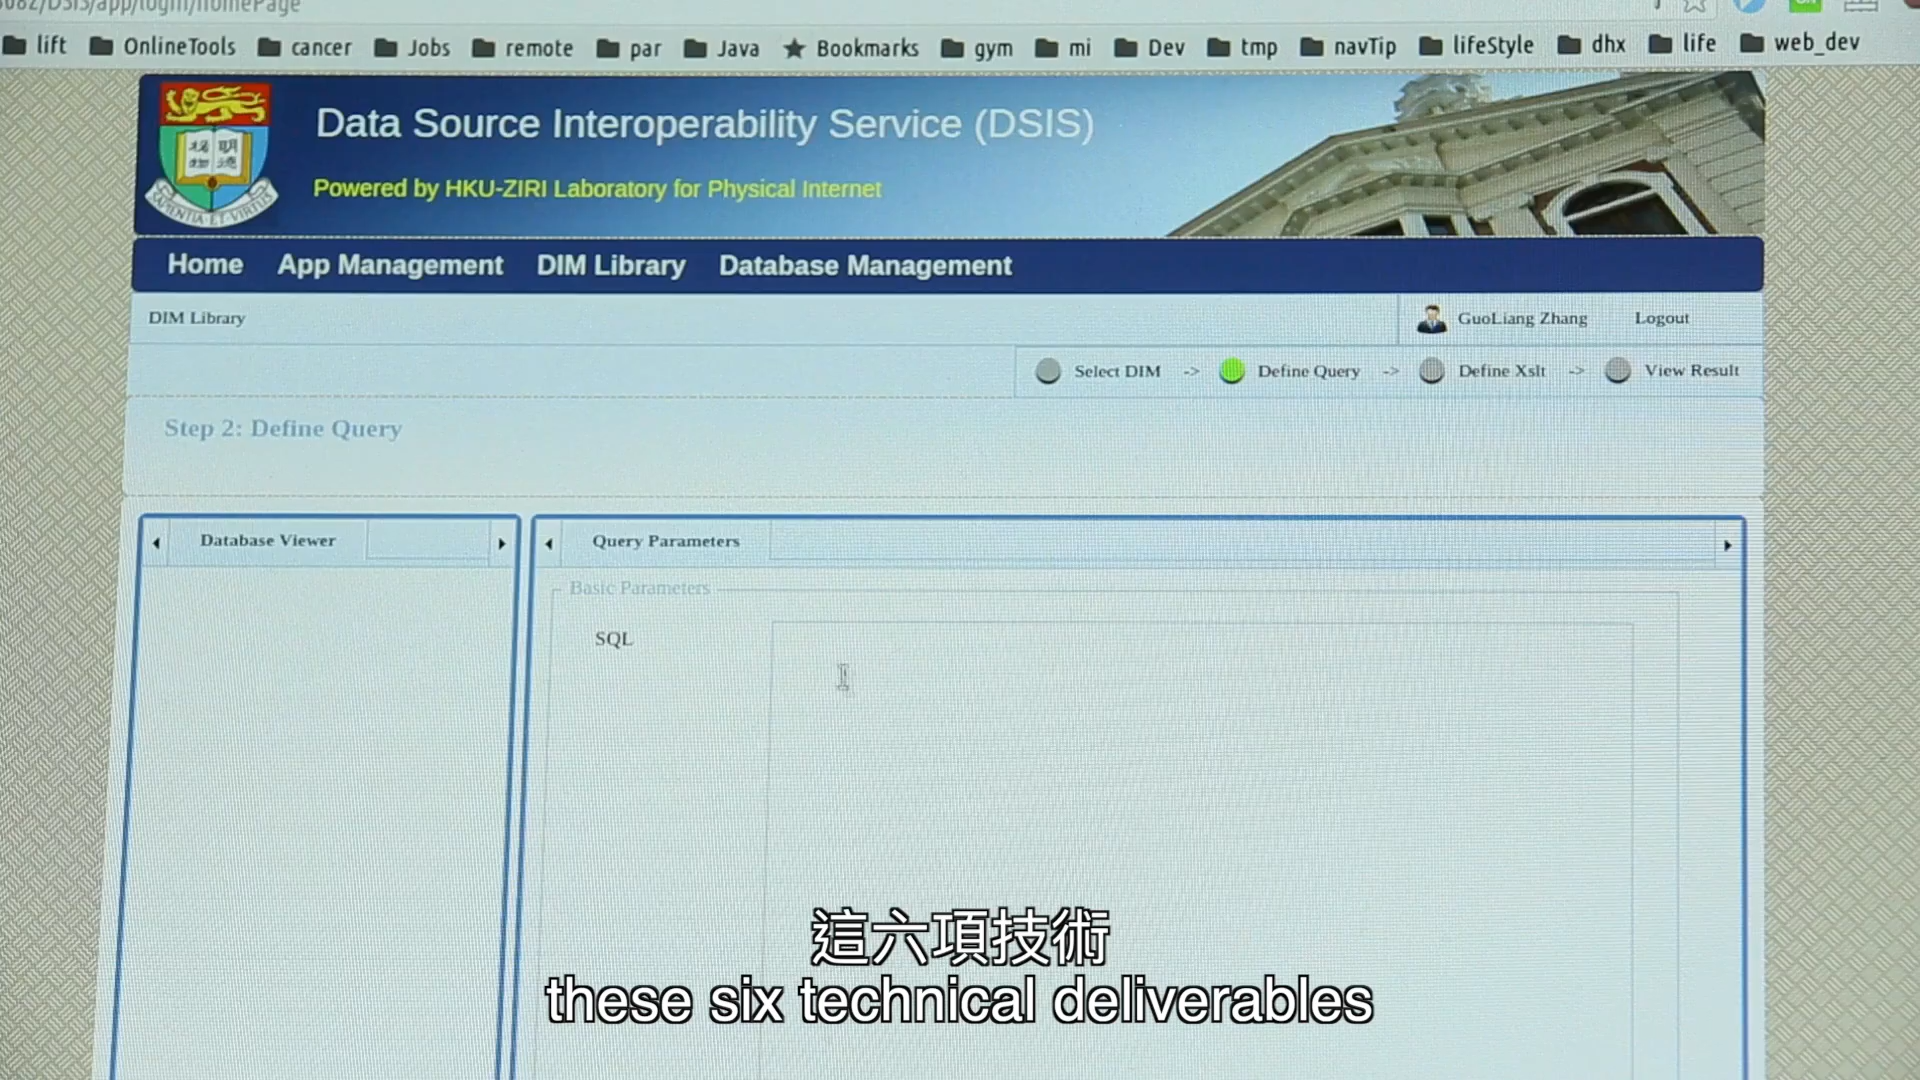 lift OnlineTools cancer Jobs remote par Java Bookmarks gym mi Dev tmp navTip lifeStyle dhx life web_dev
Data Source Interoperability Service (DSIS)
Powered by HKU-ZIRI Laboratory for Physical Internet
SAPIENTIA ET VIRTUS
Home App Management DIM Library Database Management
DIM Library GuoLiang Zhang Logout
Select DIM -> Define Query -> Define Xslt -> View Result
Step 2: Define Query
Database Viewer Query Parameters
Basic Parameters
SQL
這六項技術
these six technical deliverables